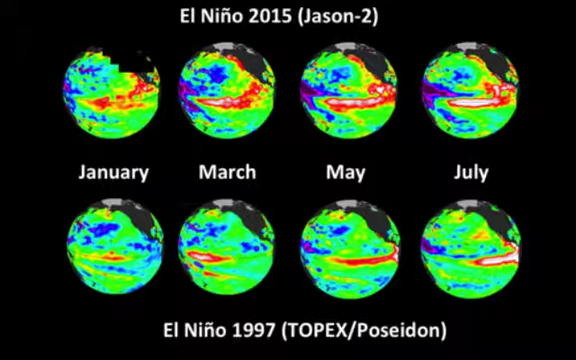 El Niño 2015 (Jason-2)
January March May July
El Niño 1997 (TOPEX/Poseidon)